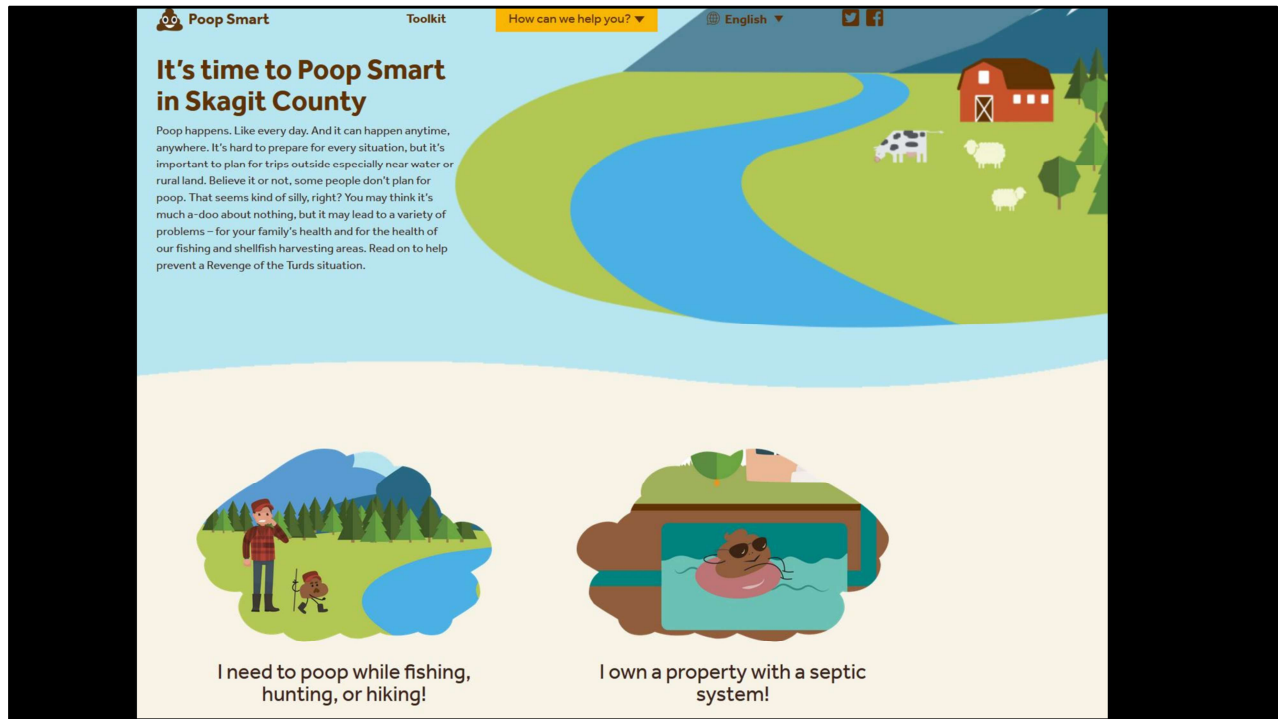 Poop Smart
Toolkit
How can we help you? ▼
English ▼
It's time to Poop Smart
in Skagit County
Poop happens. Like every day. And it can happen anytime,
anywhere. It's hard to prepare for every situation, but it's
important to plan for trips outside especially near water or
rural land. Believe it or not, some people don't plan for
poop. That seems kind of silly, right? You may think it's
much a-doo about nothing, but it may lead to a variety of
problems – for your family's health and for the health of
our fishing and shellfish harvesting areas. Read on to help
prevent a Revenge of the Turds situation.
I need to poop while fishing,
hunting, or hiking!
I own a property with a septic
system!